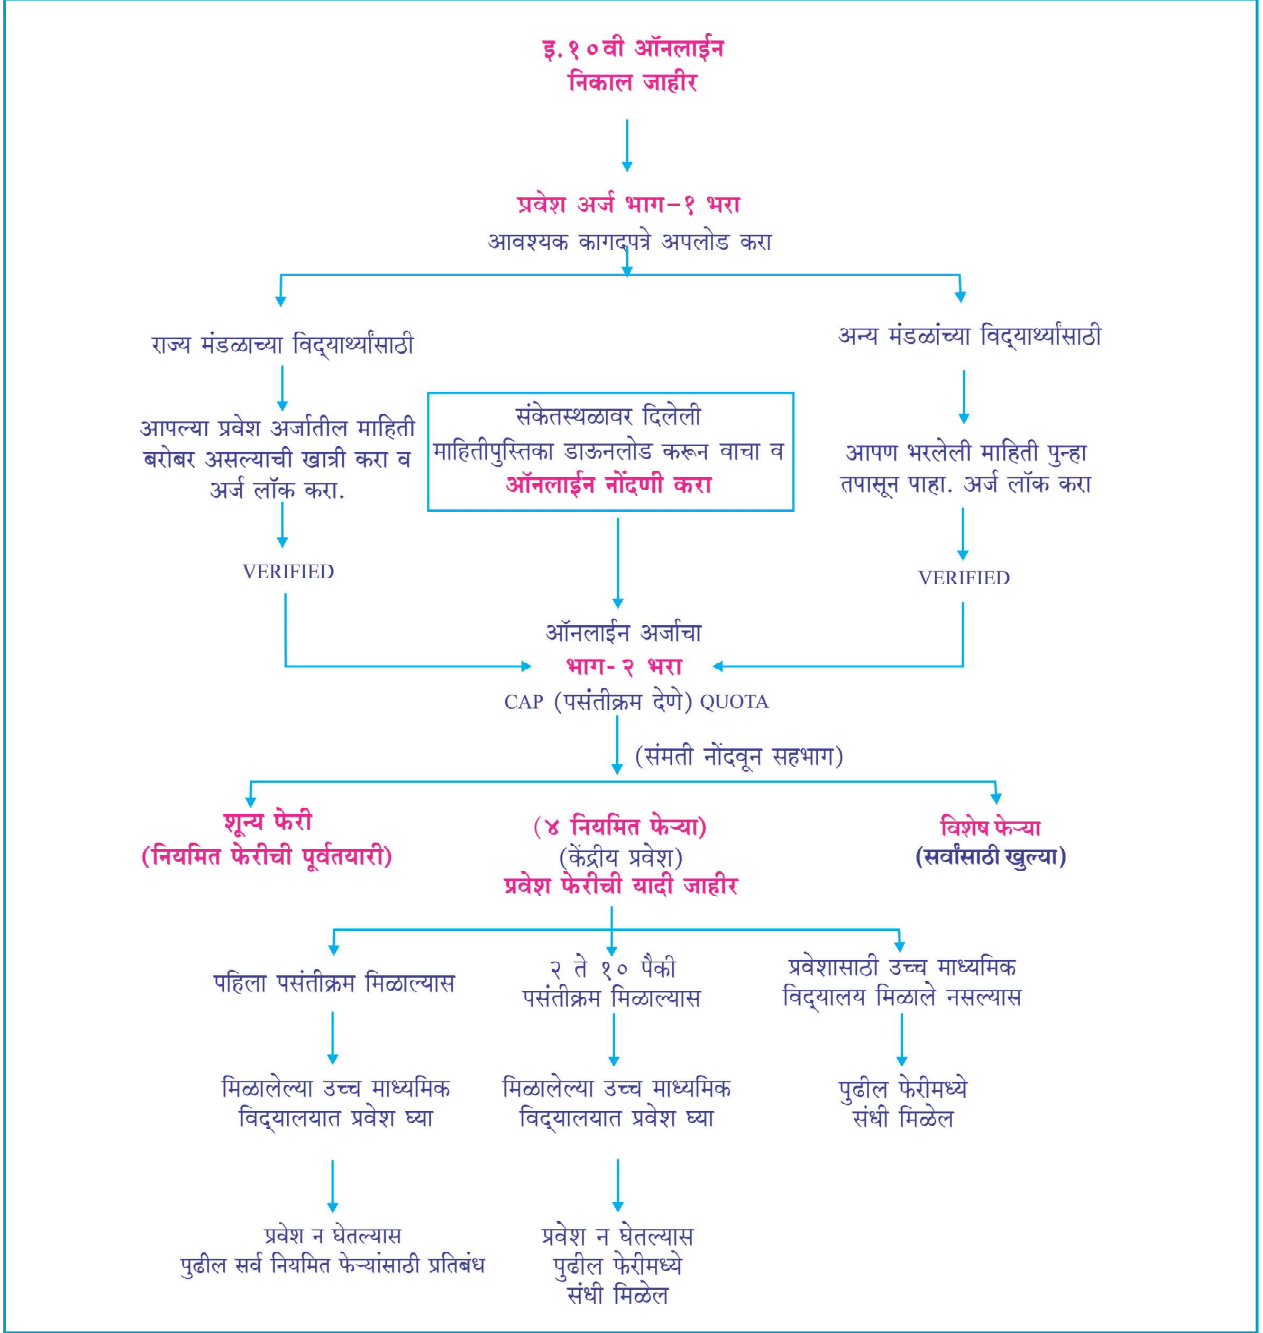 इ.१०वी ऑनलाईन
निकाल जाहीर
प्रवेश अर्ज भाग-१ भरा
आवश्यक कागदपत्रे अपलोड करा
राज्य मंडळाच्या विद्‌यार्थ्यांसाठी
आपल्या प्रवेश अर्जातील माहिती
बरोबर असल्याची खात्री करा व
अर्ज लॉक करा.
VERIFIED
संकेतस्थळावर दिलेली
माहितीपुस्तिका डाऊनलोड करून वाचा व
ऑनलाईन नोंदणी करा
अन्य मंडळांच्या विद्‌यार्थ्यांसाठी
आपण भरलेली माहिती पुन्हा
तपासून पाहा. अर्ज लॉक करा
VERIFIED
ऑनलाईन अर्जाचा
भाग-२ भरा
CAP (पसंतीक्रम देणे) QUOTA
(संमती नोंदवून सहभाग)
शून्य फेरी
(नियमित फेरीची पूर्वतयारी)
(४ नियमित फेऱ्या)
(केंद्रीय प्रवेश)
प्रवेश फेरीची यादी जाहीर
विशेष फेऱ्या
(सर्वांसाठी खुल्या)
पहिला पसंतीक्रम मिळाल्यास
मिळालेल्या उच्च माध्यमिक
विद्‌यालयात प्रवेश घ्या
प्रवेश न घेतल्यास
पुढील सर्व नियमित फेऱ्यांसाठी प्रतिबंध
२ ते १० पैकी
पसंतीक्रम मिळाल्यास
मिळालेल्या उच्च माध्यमिक
विद्‌यालयात प्रवेश घ्या
प्रवेश न घेतल्यास
पुढील फेरीमध्ये
संधी मिळेल
प्रवेशासाठी उच्च माध्यमिक
विद्‌यालय मिळाले नसल्यास
पुढील फेरीमध्ये
संधी मिळेल